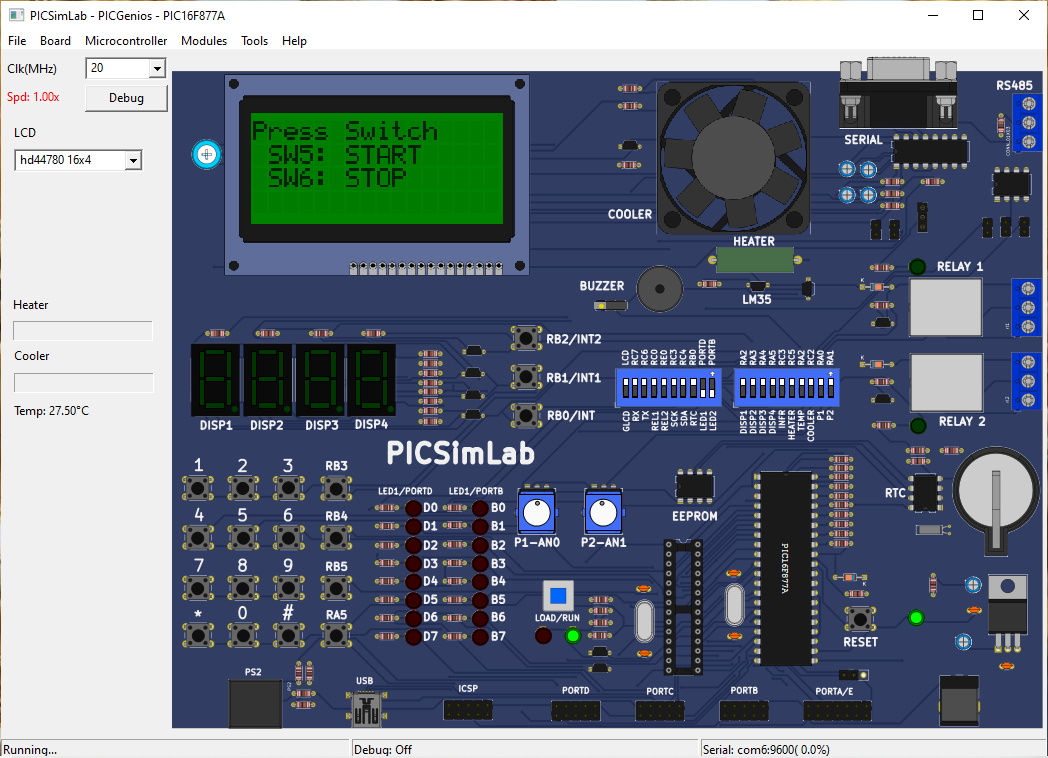 PICSimLab - PICGenios - PIC16F877A
File Board Microcontroller Modules Tools Help
Clk(MHz) 20
Spd: 1.00x Debug
LCD
hd44780 16x4
Heater
Cooler
Temp: 27.50°C
Press Switch
SW5: START
SW6: STOP
COOLER
HEATER
BUZZER
LM35
SERIAL
RS485
RELAY 1
RELAY 2
RB2/INT2
RB1/INT1
RB0/INT
LCD RC7 RC6 RC0 RE0 RC3 RC4 RB0 PORTD PORTB
GLCD RX TX REL1 REL2 SCK SDA RTC LED1 LED2
RA2 RA3 RA4 RA5 RC3 RC5 RA2 RC2 RA0 RA1
DISP1 DISP2 DISP3 DISP4 INFR HEATER TEMP COOLER P1 P2
DISP1 DISP2 DISP3 DISP4
PICSimLab
1 2 3 RB3
4 5 6 RB4
7 8 9 RB5
* 0 # RA5
LED1/PORTD LED1/PORTB
D0 B0
D1 B1
D2 B2
D3 B3
D4 B4
D5 B5
D6 B6
D7 B7
P1-AN0 P2-AN1
EEPROM
PIC16F877A
RTC
LOAD/RUN
RESET
PS2
PS2
USB
ICSP
PORTD
PORTC
PORTB
PORTA/E
Running...
Debug: Off
Serial: com6:9600( 0.0%)